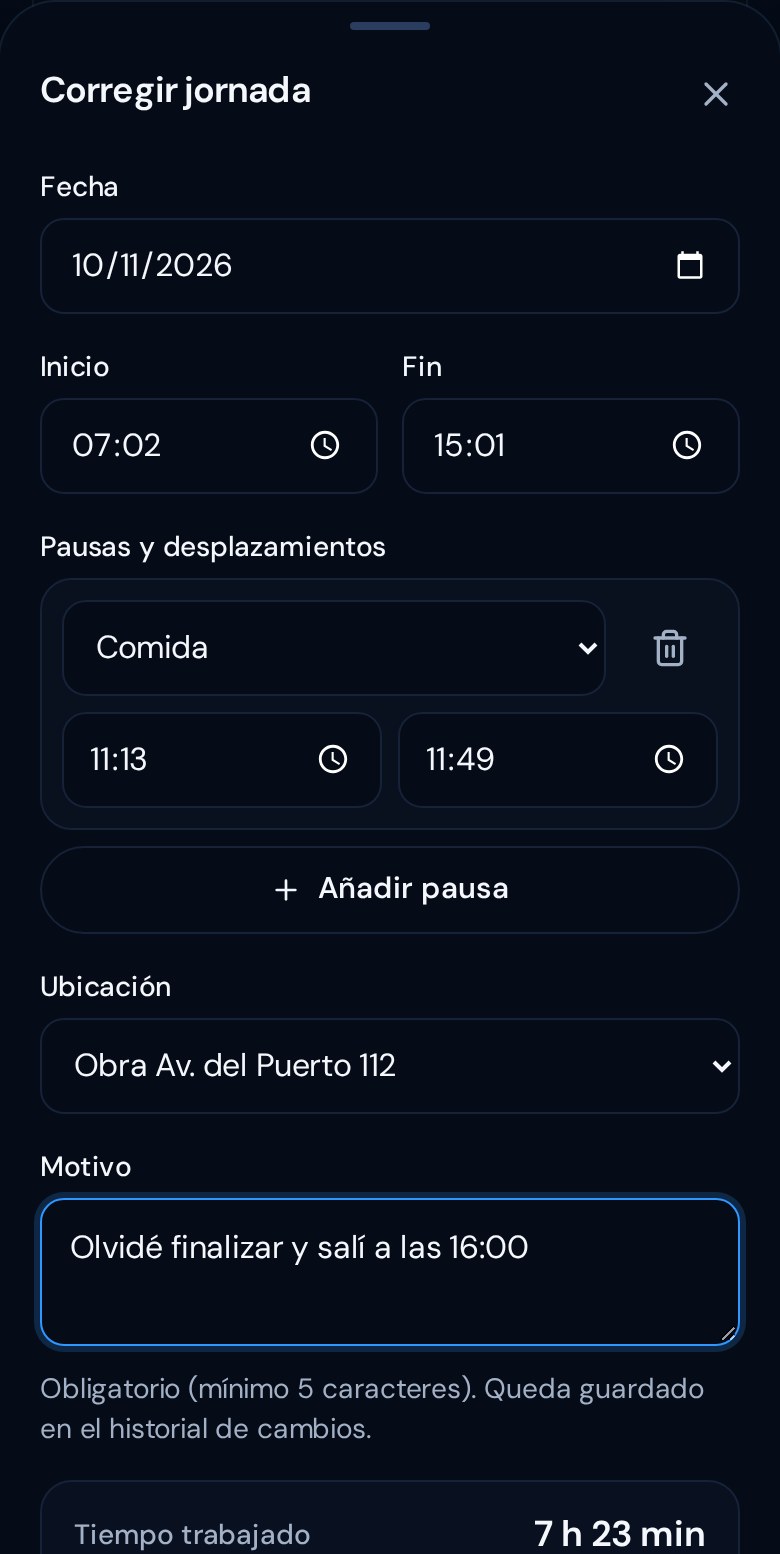 Corregir jornada
Fecha
10/11/2026
Inicio
Fin
07:02
15:01
Pausas y desplazamientos
Comida
11:13
11:49
+ Añadir pausa
Ubicación
Obra Av. del Puerto 112
Motivo
Olvidé finalizar y salí a las 16:00
Obligatorio (mínimo 5 caracteres). Queda guardado
en el historial de cambios.
Tiempo trabajado
7 h 23 min